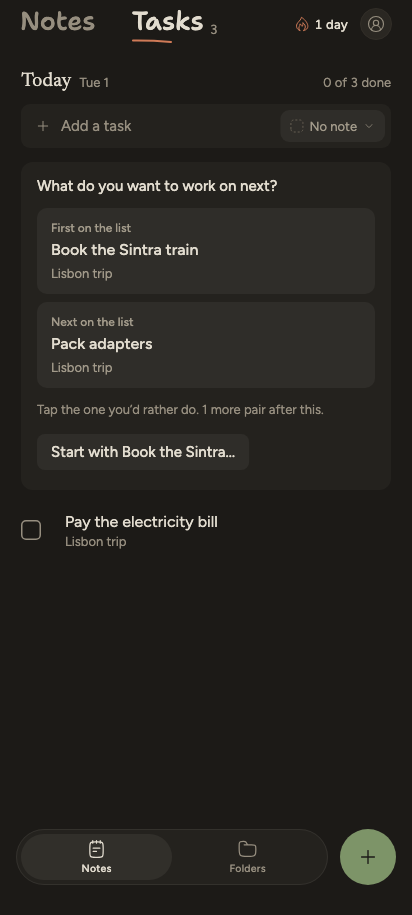 Notes
Tasks 3
1 day
Today Tue 1
0 of 3 done
Add a task
No note
What do you want to work on next?
First on the list
Book the Sintra train
Lisbon trip
Next on the list
Pack adapters
Lisbon trip
Tap the one you’d rather do. 1 more pair after this.
Start with Book the Sintra...
Pay the electricity bill
Lisbon trip
Notes
Folders